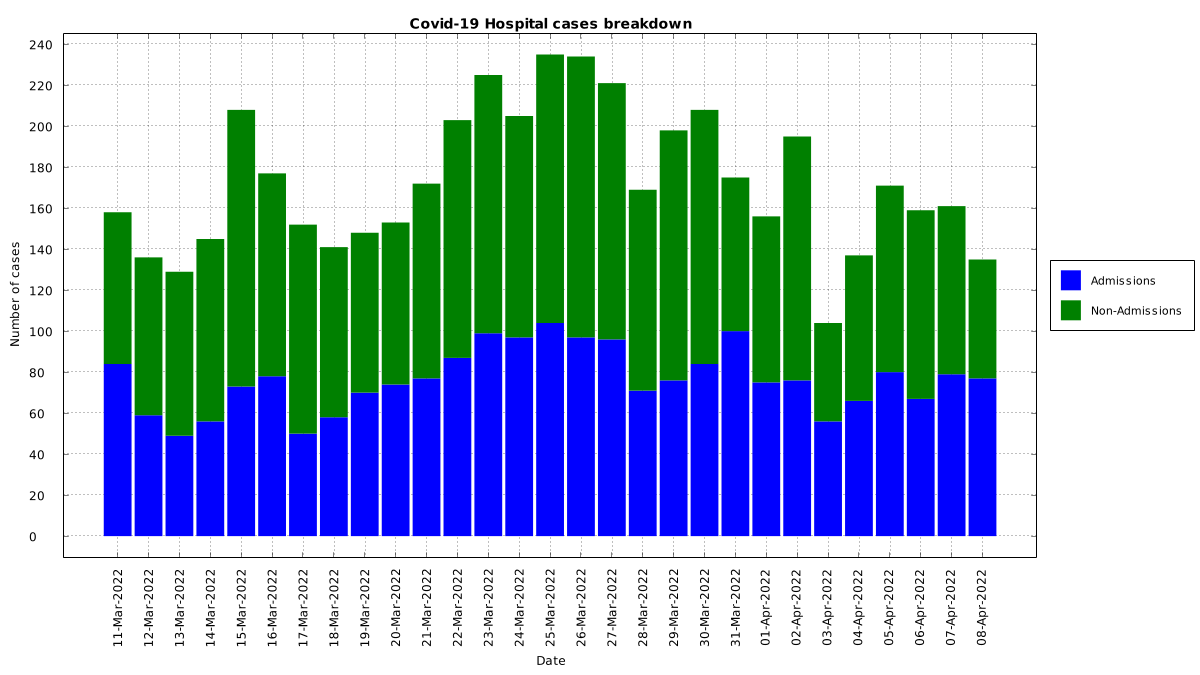 Covid-19 Hospital cases breakdown
240
220
200
180
160
140
120
100
80
60
40
20
0
Number of cases
11-Mar-2022
12-Mar-2022
13-Mar-2022
14-Mar-2022
15-Mar-2022
16-Mar-2022
17-Mar-2022
18-Mar-2022
19-Mar-2022
20-Mar-2022
21-Mar-2022
22-Mar-2022
23-Mar-2022
24-Mar-2022
25-Mar-2022
26-Mar-2022
27-Mar-2022
28-Mar-2022
29-Mar-2022
30-Mar-2022
31-Mar-2022
01-Apr-2022
02-Apr-2022
03-Apr-2022
04-Apr-2022
05-Apr-2022
06-Apr-2022
07-Apr-2022
08-Apr-2022
Date
Admissions
Non-Admissions